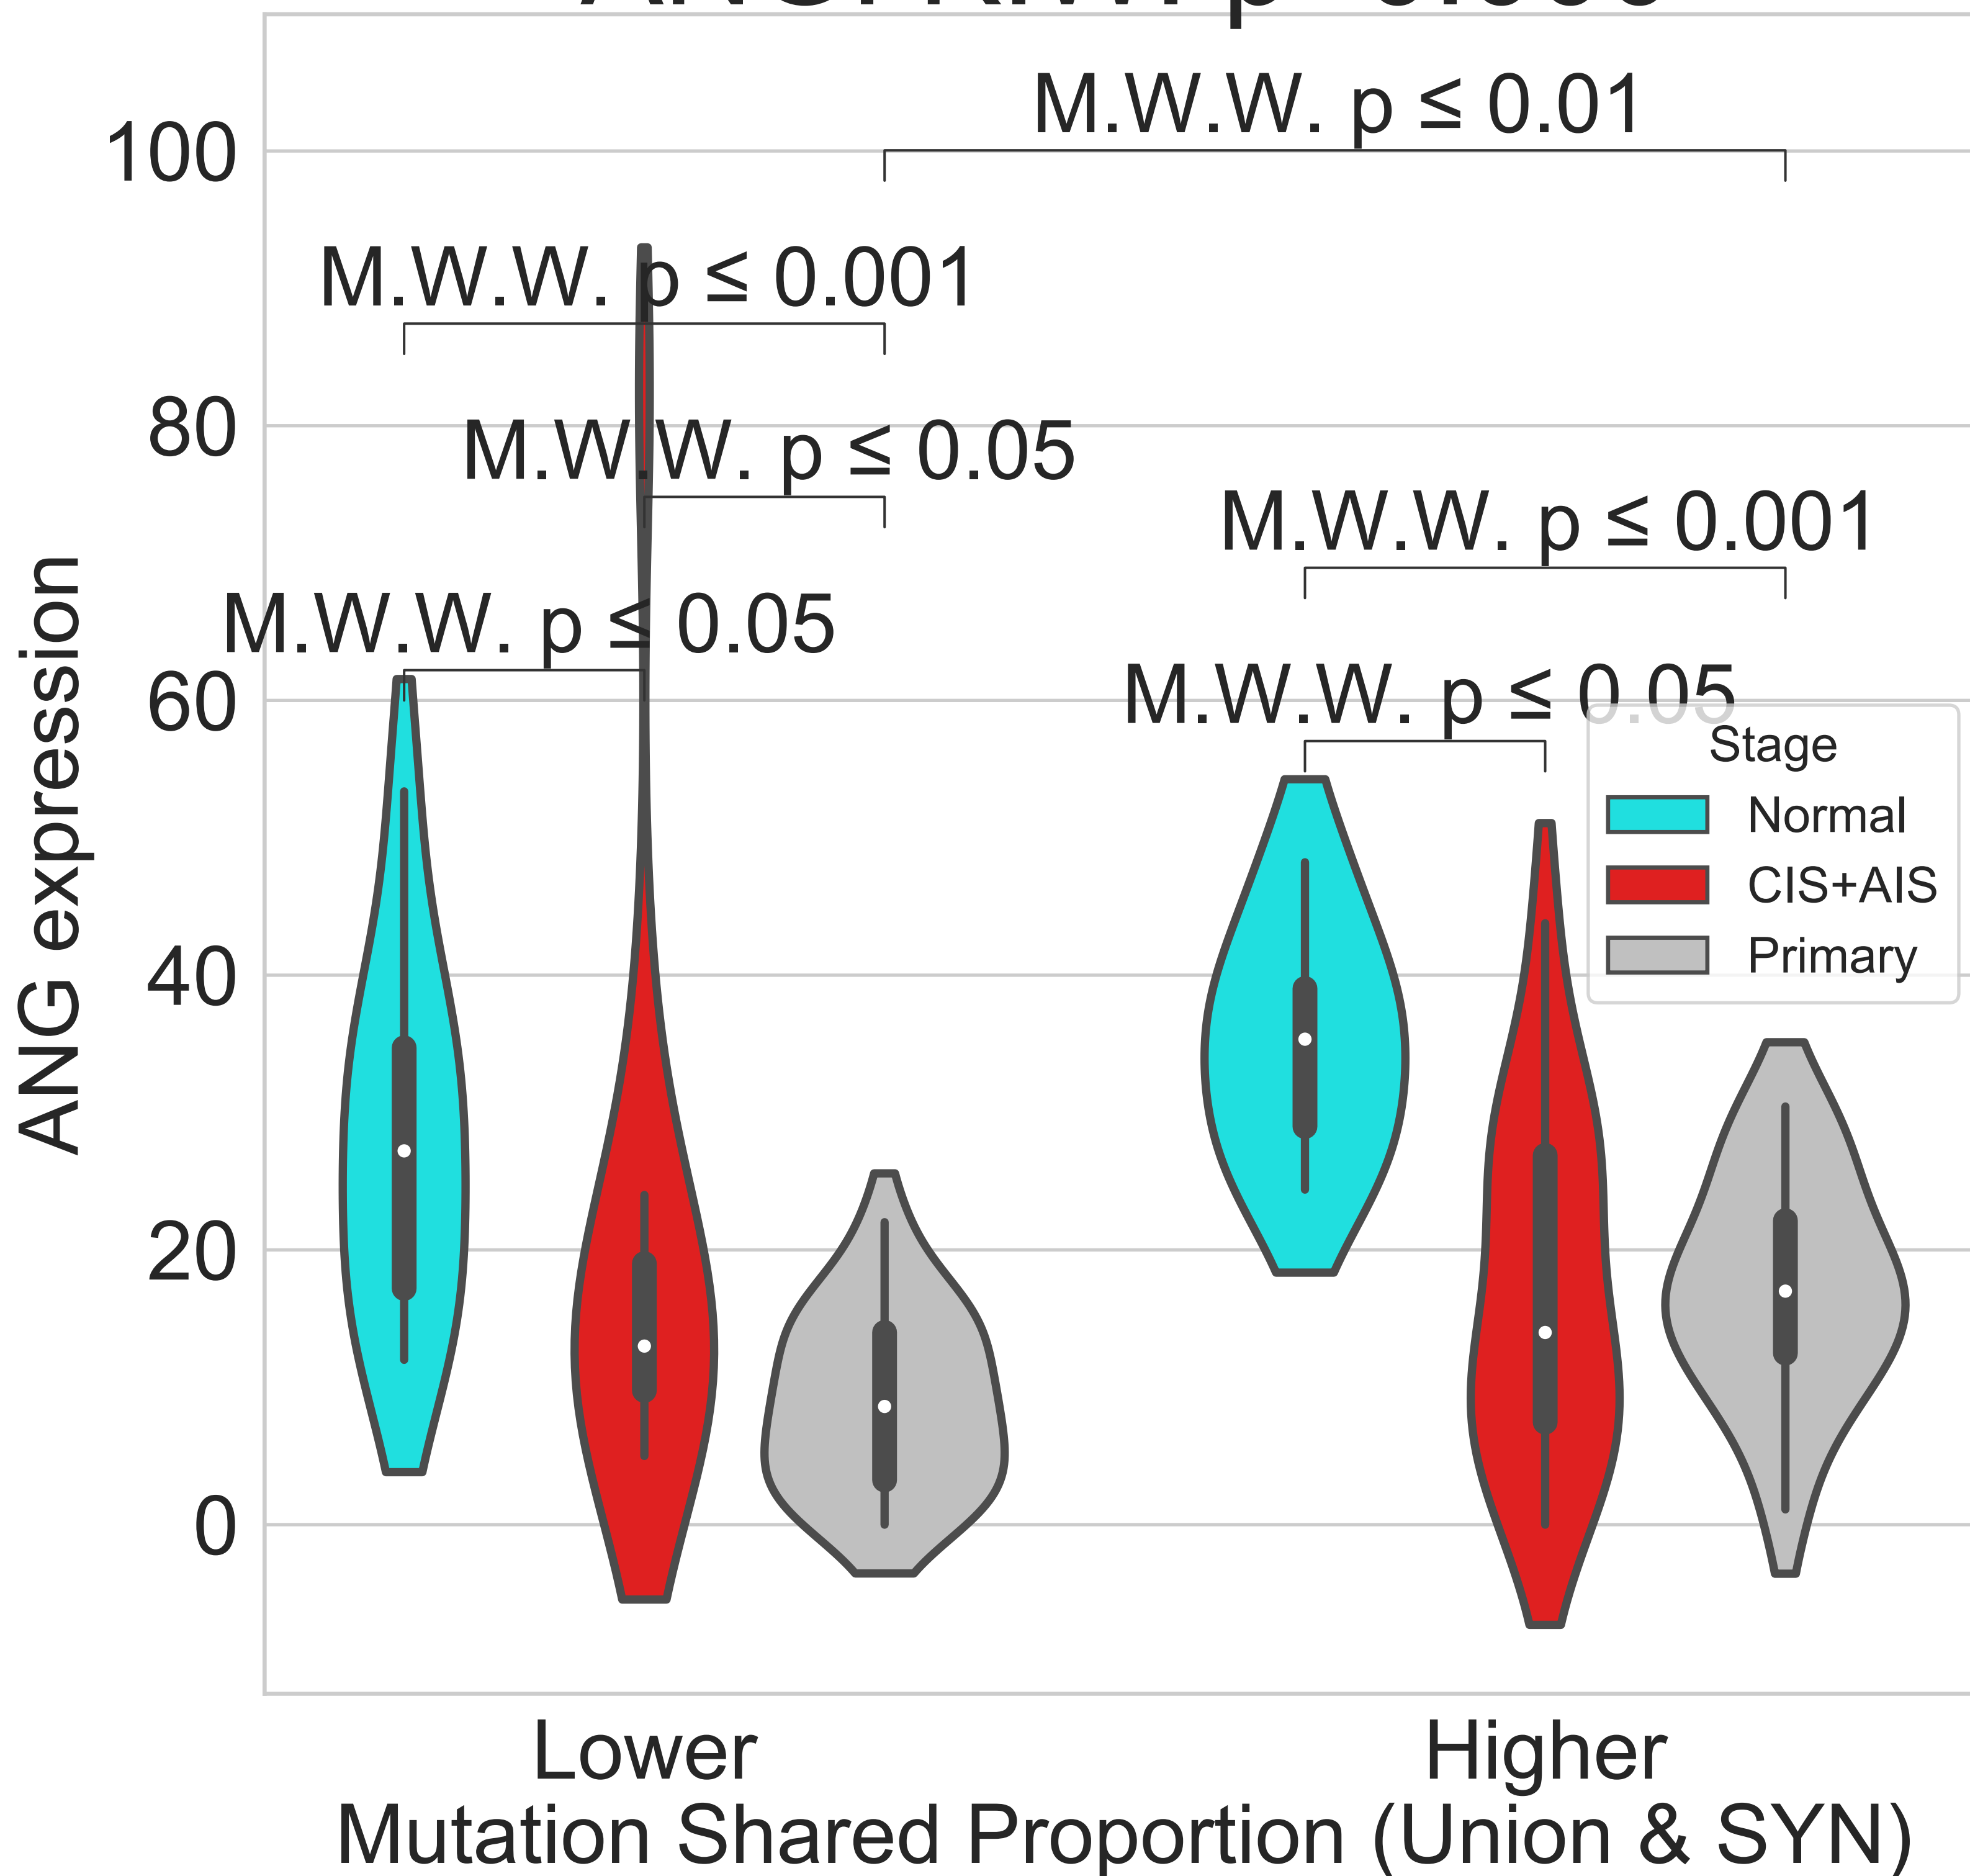 M.W.W. p ≤ 0.01
100
M.W.W. p ≤ 0.001
80
M.W.W. p ≤ 0.05
M.W.W. p ≤ 0.001
M.W.W. p ≤ 0.05
M.W.W. p ≤ 0.05
60
Stage
Normal
CIS+AIS
Primary
40
20
0
ANG expression
Lower
Higher
Mutation Shared Proportion (Union & SYN)